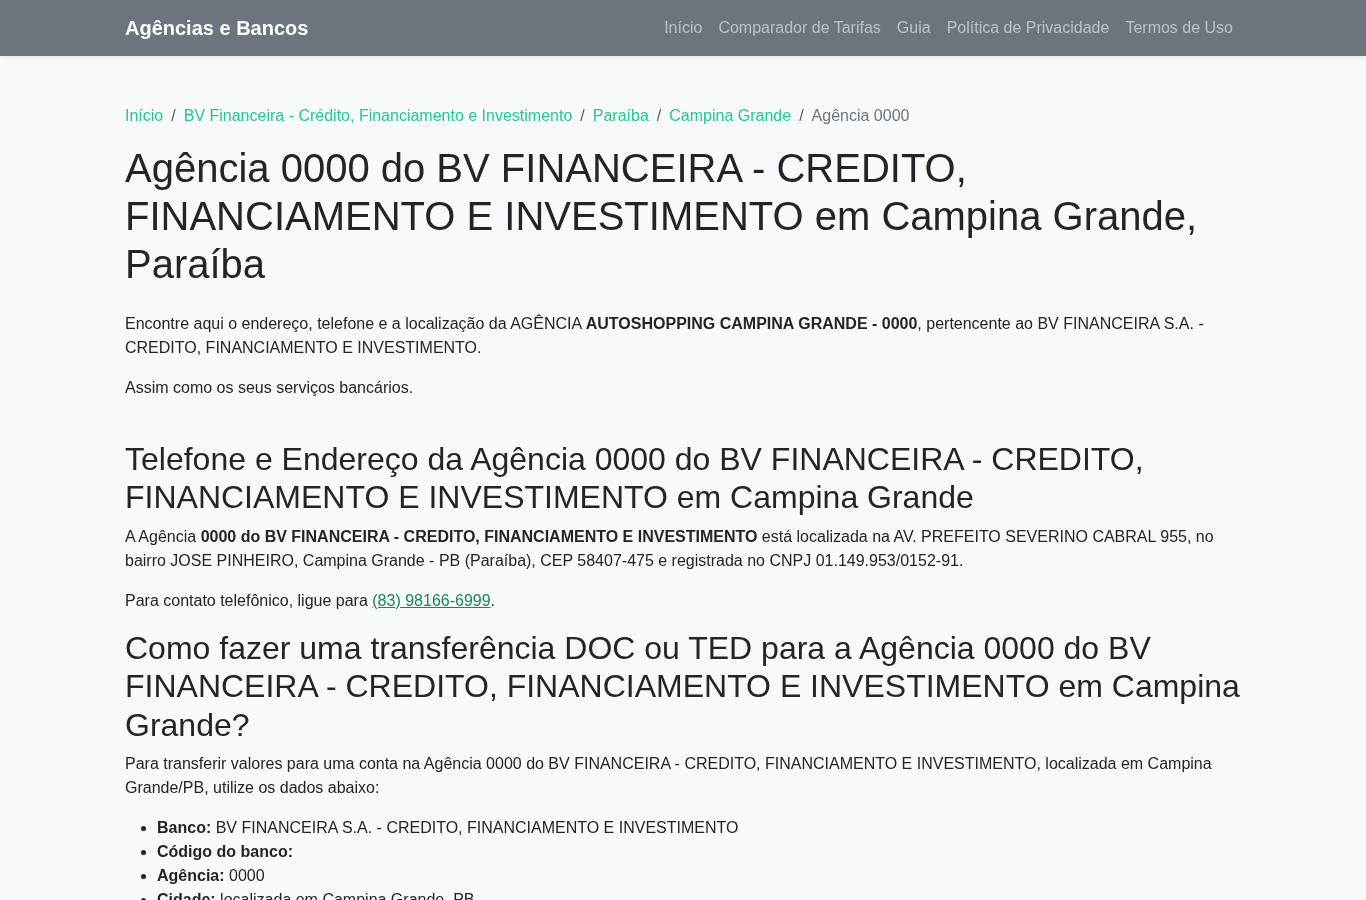 Agências e Bancos
Início Comparador de Tarifas Guia Política de Privacidade Termos de Uso
Início / BV Financeira - Crédito, Financiamento e Investimento / Paraíba / Campina Grande / Agência 0000
Agência 0000 do BV FINANCEIRA - CREDITO,
FINANCIAMENTO E INVESTIMENTO em Campina Grande,
Paraíba
Encontre aqui o endereço, telefone e a localização da AGÊNCIA AUTOSHOPPING CAMPINA GRANDE - 0000, pertencente ao BV FINANCEIRA S.A. -
CREDITO, FINANCIAMENTO E INVESTIMENTO.
Assim como os seus serviços bancários.
Telefone e Endereço da Agência 0000 do BV FINANCEIRA - CREDITO,
FINANCIAMENTO E INVESTIMENTO em Campina Grande
A Agência 0000 do BV FINANCEIRA - CREDITO, FINANCIAMENTO E INVESTIMENTO está localizada na AV. PREFEITO SEVERINO CABRAL 955, no
bairro JOSE PINHEIRO, Campina Grande - PB (Paraíba), CEP 58407-475 e registrada no CNPJ 01.149.953/0152-91.
Para contato telefônico, ligue para (83) 98166-6999.
Como fazer uma transferência DOC ou TED para a Agência 0000 do BV
FINANCEIRA - CREDITO, FINANCIAMENTO E INVESTIMENTO em Campina
Grande?
Para transferir valores para uma conta na Agência 0000 do BV FINANCEIRA - CREDITO, FINANCIAMENTO E INVESTIMENTO, localizada em Campina
Grande/PB, utilize os dados abaixo:
• Banco: BV FINANCEIRA S.A. - CREDITO, FINANCIAMENTO E INVESTIMENTO
• Código do banco:
• Agência: 0000
• Cidade: localizada em Campina Grande, PB